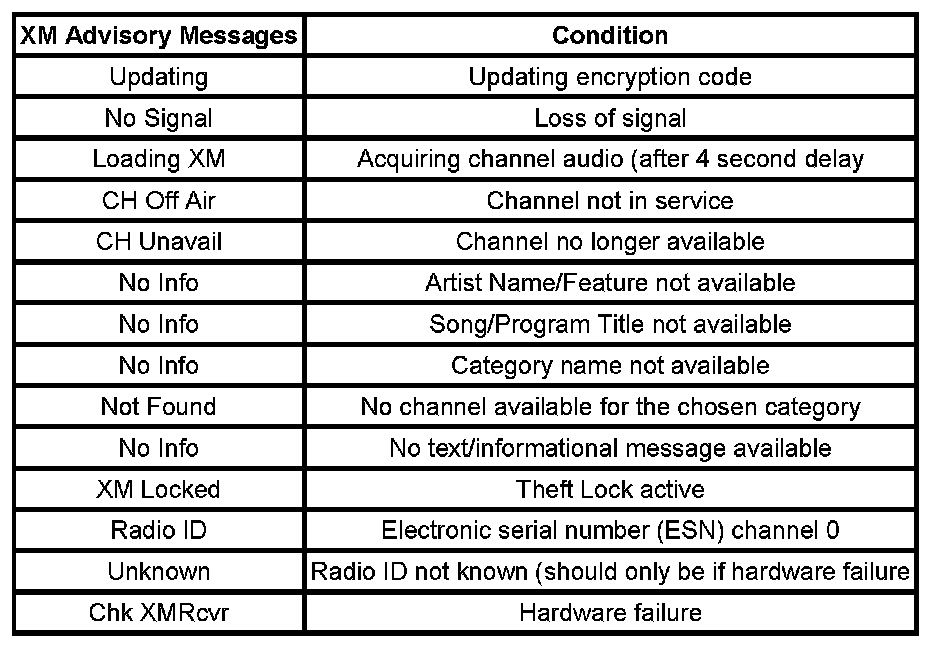 XM Advisory Messages Condition
Updating Updating encryption code
No Signal Loss of signal
Loading XM Acquiring channel audio (after 4 second delay
CH Off Air Channel not in service
CH Unavail Channel no longer available
No Info Artist Name/Feature not available
No Info Song/Program Title not available
No Info Category name not available
Not Found No channel available for the chosen category
No Info No text/informational message available
XM Locked Theft Lock active
Radio ID Electronic serial number (ESN) channel 0
Unknown Radio ID not known (should only be if hardware failure
Chk XMRcvr Hardware failure